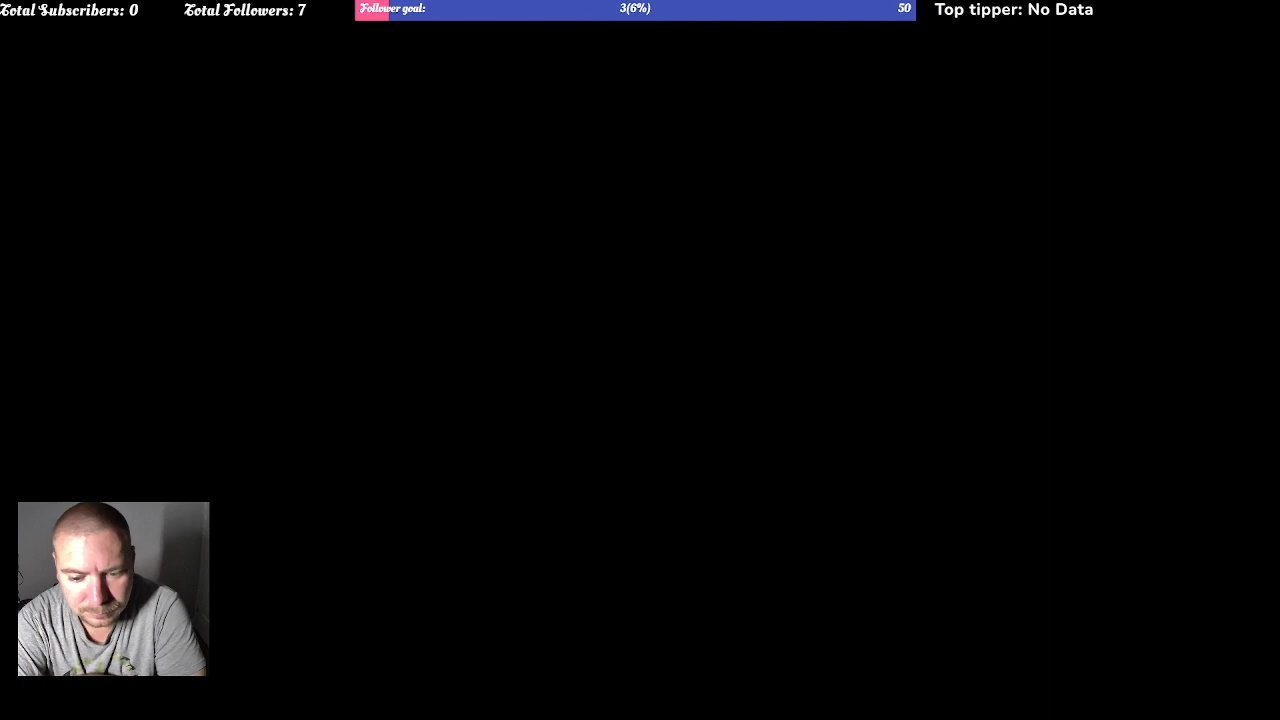 Total Subscribers: 0
Total Followers: 7
Follower goal: 3(6%) 50
Top tipper: No Data